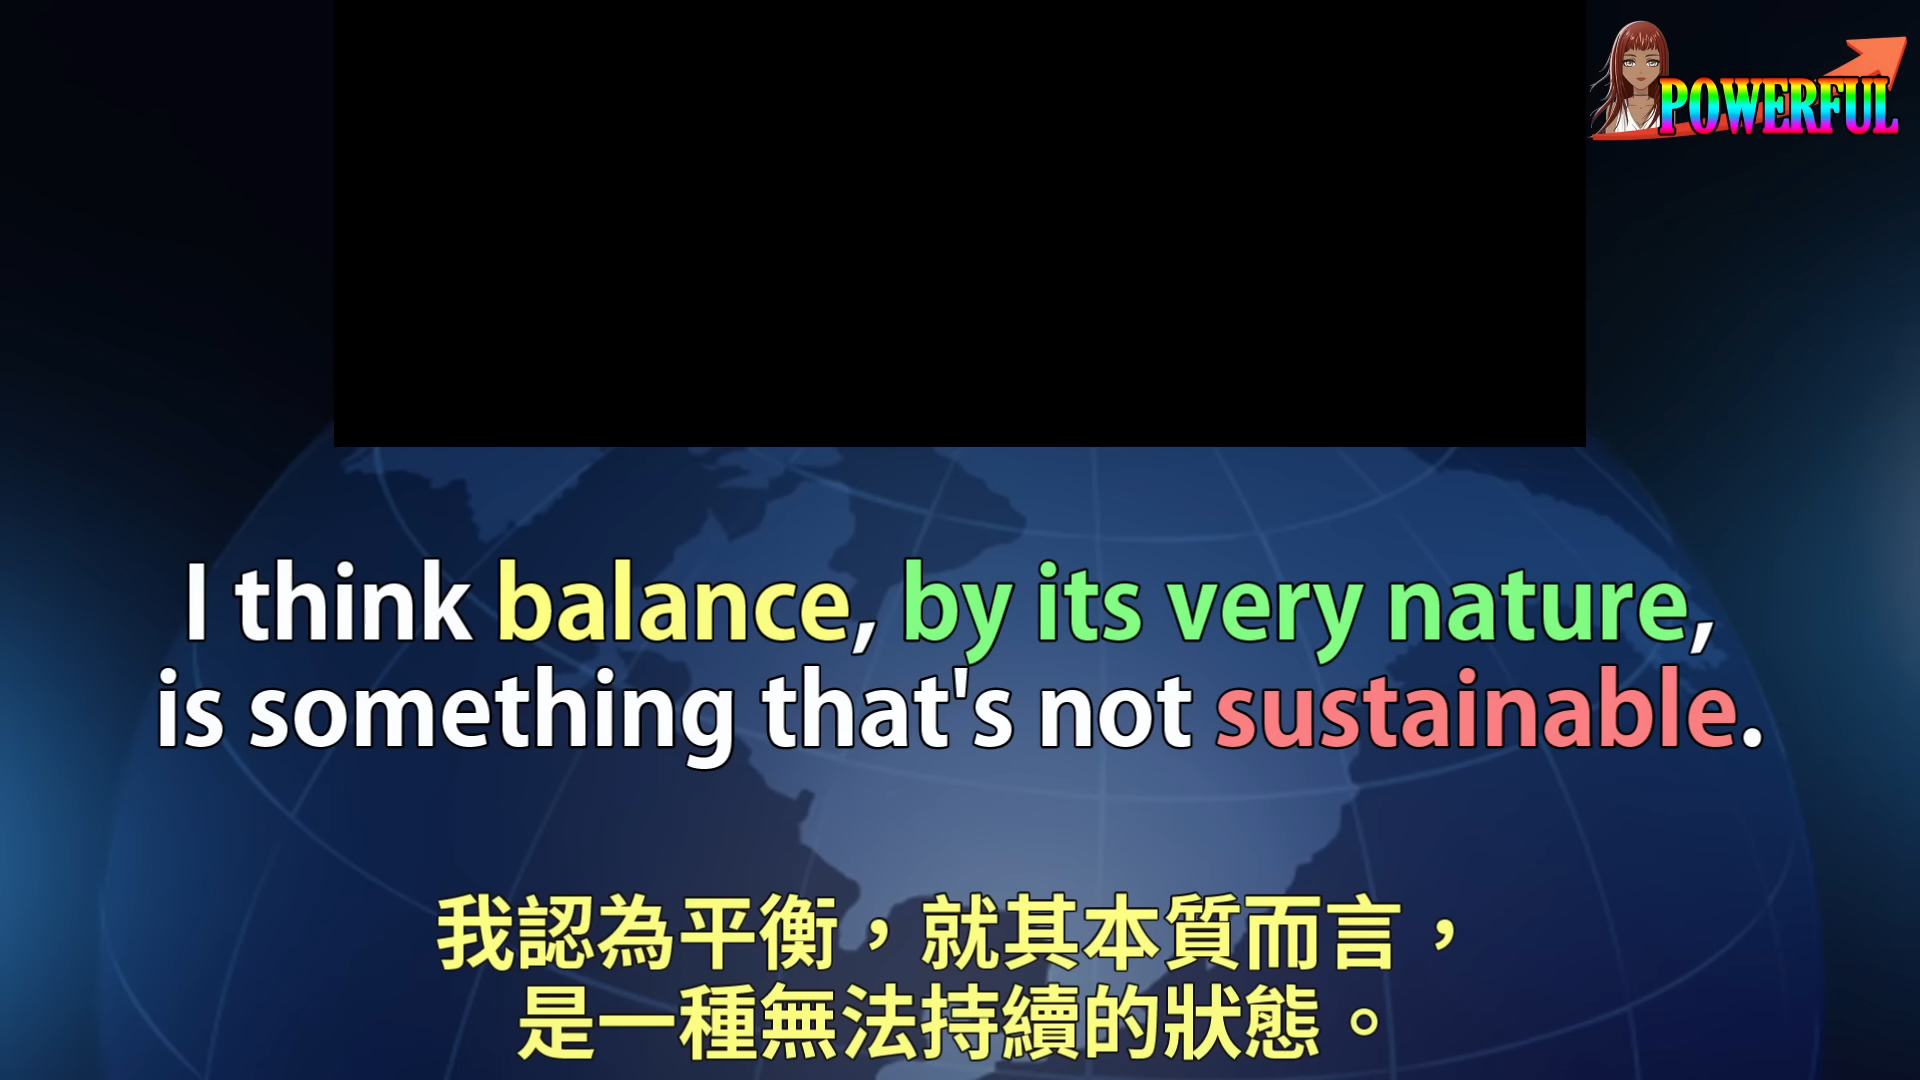 POWERFUL
I think balance, by its very nature,
is something that's not sustainable.
我認為平衡，就其本質而言，
是一種無法持續的狀態。